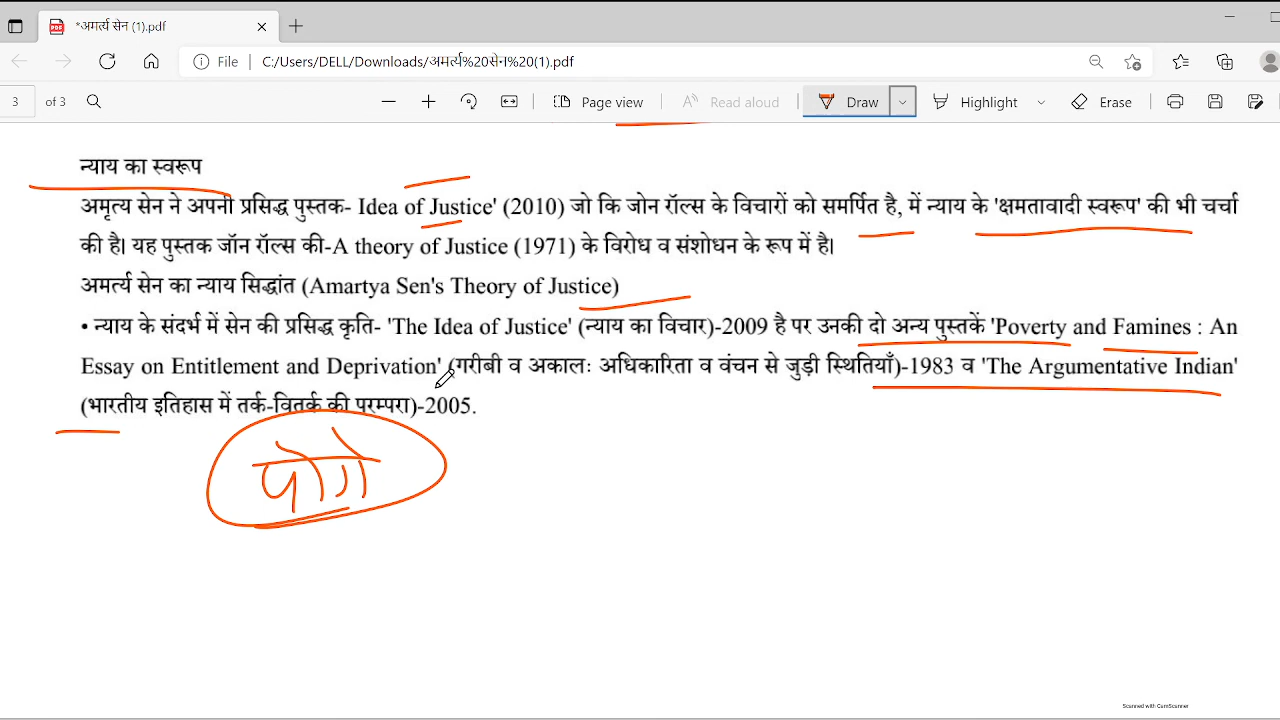 *अमर्त्य सेन (1).pdf
File C:/Users/DELL/Downloads/अमर्त्य%20सेन%20(1).pdf
3 of 3 Page view Read aloud Draw Highlight Erase
न्याय का स्वरूप
अमृत्य सेन ने अपनी प्रसिद्ध पुस्तक- Idea of Justice' (2010) जो कि जोन रॉल्स के विचारों को समर्पित है, में न्याय के 'क्षमतावादी स्वरूप' की भी चर्चा
की है। यह पुस्तक जॉन रॉल्स की-A theory of Justice (1971) के विरोध व संशोधन के रूप में है।
अमर्त्य सेन का न्याय सिद्धांत (Amartya Sen's Theory of Justice)
• न्याय के संदर्भ में सेन की प्रसिद्ध कृति- 'The Idea of Justice' (न्याय का विचार)-2009 है पर उनकी दो अन्य पुस्तकें 'Poverty and Famines : An
Essay on Entitlement and Deprivation' (गरीबी व अकालः अधिकारिता व वंचन से जुड़ी स्थितियाँ)-1983 व 'The Argumentative Indian'
(भारतीय इतिहास में तर्क-वितर्क की परम्परा)-2005.
पोगे
Scanned with CamScanner